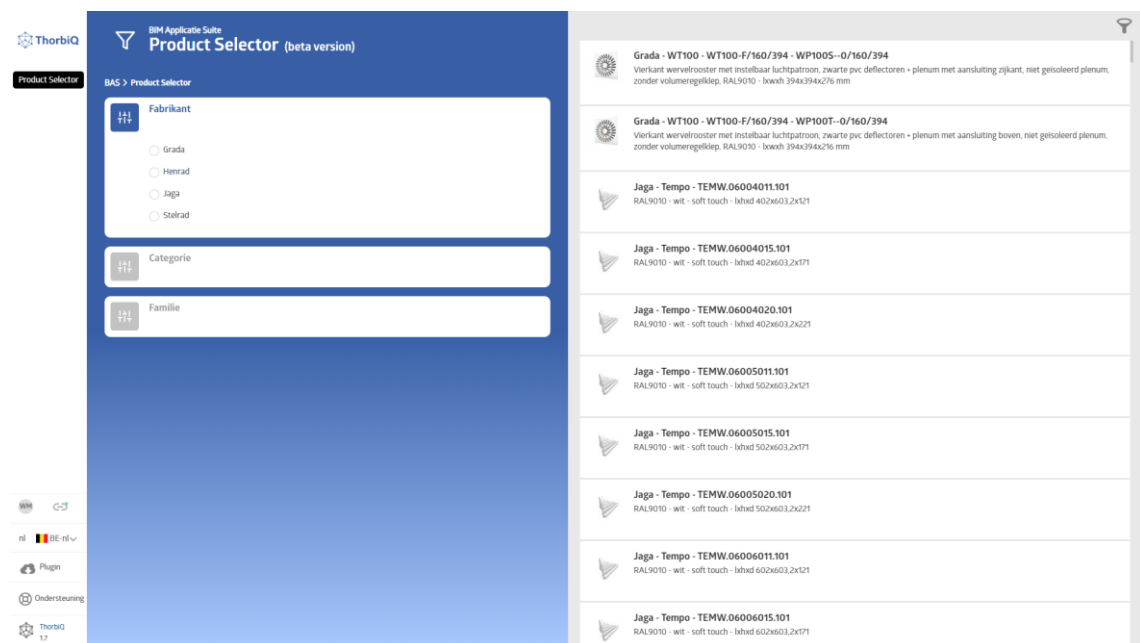 ThorbiQ
Product Selector
WM
nl BE-nl
Plugin
Ondersteuning
ThorbiQ
1.7
BIM Applicatie Suite
Product Selector (beta version)
BAS > Product Selector
Fabrikant
Grada
Henrad
Jaga
Stelrad
Categorie
Familie
Grada - WT100 - WT100-F/160/394 - WP100S--0/160/394
Vierkant wervelrooster met instelbaar luchtpatroon, zwarte pvc deflectoren + plenum met aansluiting zijkant, niet geïsoleerd plenum,
zonder volumeregelklep, RAL9010 - lxwxh 394x394x276 mm
Grada - WT100 - WT100-F/160/394 - WP100T--0/160/394
Vierkant wervelrooster met instelbaar luchtpatroon, zwarte pvc deflectoren + plenum met aansluiting boven, niet geïsoleerd plenum,
zonder volumeregelklep, RAL9010 - lxwxh 394x394x216 mm
Jaga - Tempo - TEMW.06004011.101
RAL9010 - wit - soft touch - lxhxd 402x603,2x121
Jaga - Tempo - TEMW.06004015.101
RAL9010 - wit - soft touch - lxhxd 402x603,2x171
Jaga - Tempo - TEMW.06004020.101
RAL9010 - wit - soft touch - lxhxd 402x603,2x221
Jaga - Tempo - TEMW.06005011.101
RAL9010 - wit - soft touch - lxhxd 502x603,2x121
Jaga - Tempo - TEMW.06005015.101
RAL9010 - wit - soft touch - lxhxd 502x603,2x171
Jaga - Tempo - TEMW.06005020.101
RAL9010 - wit - soft touch - lxhxd 502x603,2x221
Jaga - Tempo - TEMW.06006011.101
RAL9010 - wit - soft touch - lxhxd 602x603,2x121
Jaga - Tempo - TEMW.06006015.101
RAL9010 - wit - soft touch - lxhxd 602x603,2x171